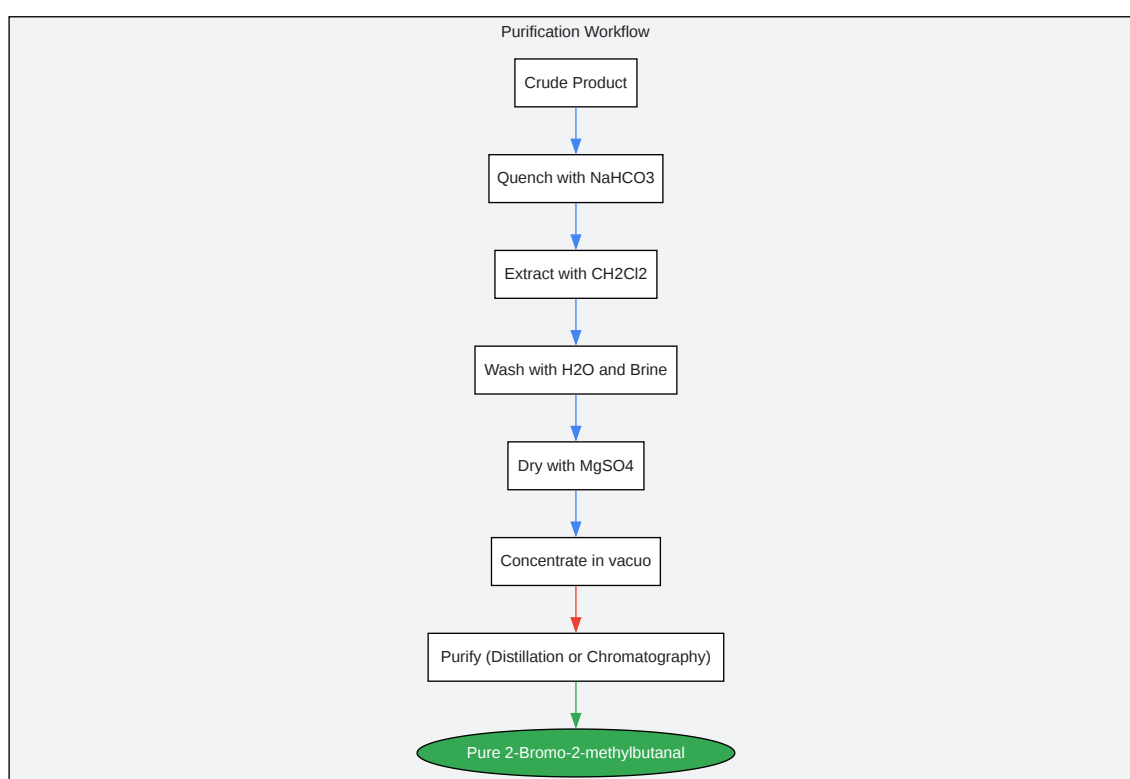 Purification Workflow
Crude Product
Quench with NaHCO3
Extract with CH2Cl2
Wash with H2O and Brine
Dry with MgSO4
Concentrate in vacuo
Purify (Distillation or Chromatography)
Pure 2-Bromo-2-methylbutanal